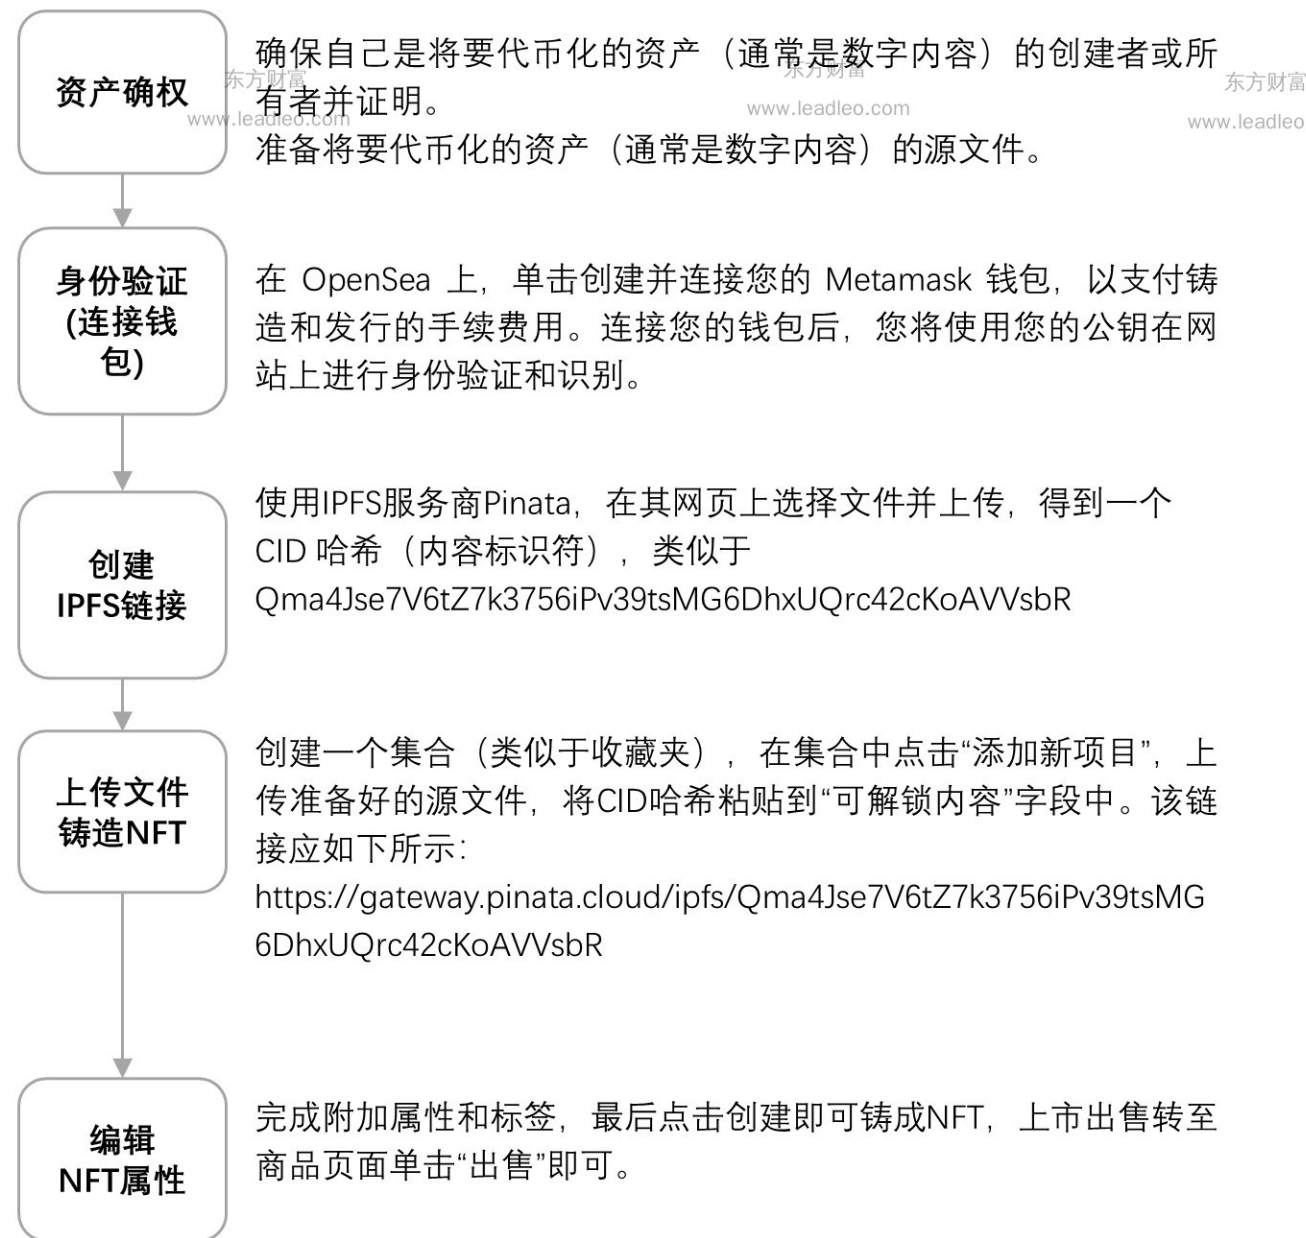 资产确权
确保自己是将要代币化的资产（通常是数字内容）的创建者或所
有者并证明。
准备将要代币化的资产（通常是数字内容）的源文件。
东方财富
www.leadleo.com
东方财富
www.leadleo.com
东方财富
www.leadleo
身份验证
(连接钱
包)
在 OpenSea 上，单击创建并连接您的 Metamask 钱包，以支付铸
造和发行的手续费用。连接您的钱包后，您将使用您的公钥在网
站上进行身份验证和识别。
创建
IPFS链接
使用IPFS服务商Pinata，在其网页上选择文件并上传，得到一个
CID 哈希（内容标识符），类似于
Qma4Jse7V6tZ7k3756iPv39tsMG6DhxUQrc42cKoAVVsbR
上传文件
铸造NFT
创建一个集合（类似于收藏夹），在集合中点击“添加新项目”，上
传准备好的源文件，将CID哈希粘贴到“可解锁内容”字段中。该链
接应如下所示：
https://gateway.pinata.cloud/ipfs/Qma4Jse7V6tZ7k3756iPv39tsMG
6DhxUQrc42cKoAVVsbR
编辑
NFT属性
完成附加属性和标签，最后点击创建即可铸成NFT，上市出售转至
商品页面单击“出售”即可。